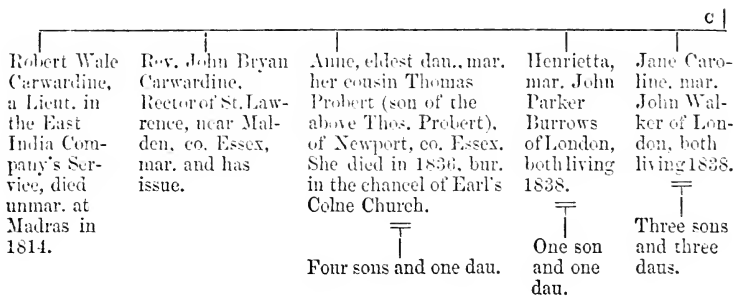 C
Robert Wale
Carwardine,
a Lieut. in
the East
India Com-
pany's Ser-
vice, died
unmar. at
Madras in
1814.
Rev. John Bryan
Carwardine,
Rector of St. Law-
rence, near Mal-
den, co. Essex,
mar. and has
issue.
Anne, eldest dau., mar.
her cousin Thomas
Probert (son of the
above Thos. Probert),
of Newport, co. Essex.
She died in 1836, bur.
in the chancel of Earl's
Colne Church.
Four sons and one dau.
Henrietta,
mar. John
Parker
Burrows
of London,
both living
1838.
One son
and one
dau.
Jane Caro-
line, mar.
John Wal-
ker of Lon-
don, both
living 1838.
Three sons
and three
daus.